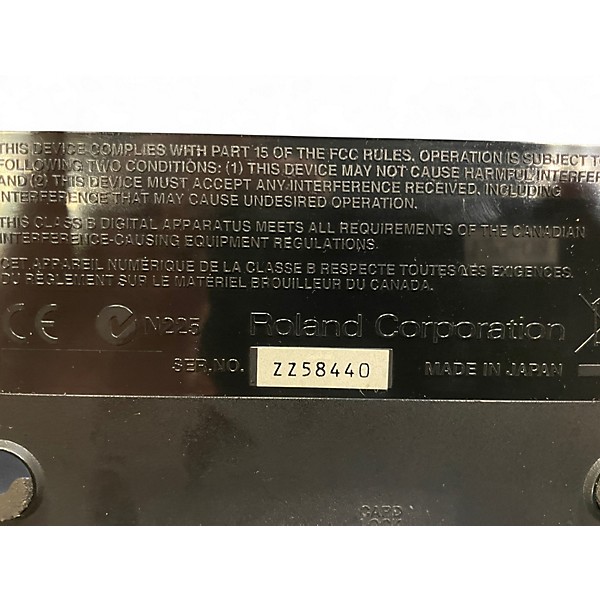 THIS DEVICE COMPLIES WITH PART 15 OF THE FCC RULES. OPERATION IS SUBJECT TO
FOLLOWING TWO CONDITIONS: (1) THIS DEVICE MAY NOT CAUSE HARMFUL INTERFER
AND (2) THIS DEVICE MUST ACCEPT ANY INTERFERENCE RECEIVED, INCLUDING
INTERFERENCE THAT MAY CAUSE UNDESIRED OPERATION.
THIS CLASS B DIGITAL APPARATUS MEETS ALL REQUIREMENTS OF THE CANADIAN
INTERFERENCE-CAUSING EQUIPMENT REGULATIONS.
CET APPAREIL NUMÉRIQUE DE LA CLASSE B RESPECTE TOUTES LES EXIGENCES
DU RÈGLEMENT SUR LE MATÉRIEL BROUILLEUR DU CANADA.
CE N225 Roland Corporation
SER.NO. ZZ58440 MADE IN JAPAN
CARD
LOCK